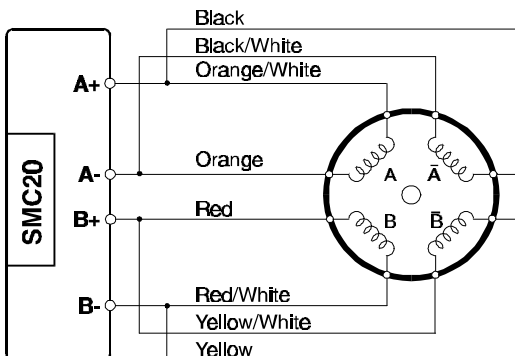 Black
Black/White
Orange/White
A+
Orange
A-
A
Ā
SMC20
B+
Red
B
B̄
Red/White
B-
Yellow/White
Yellow